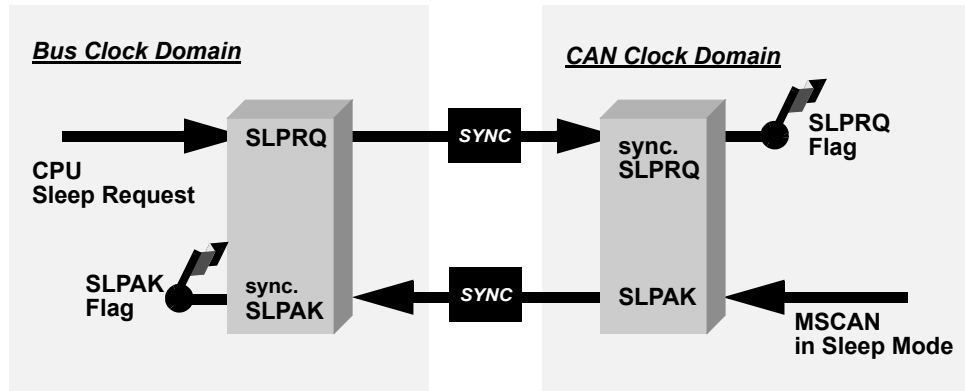 Bus Clock Domain
CAN Clock Domain
SLPRQ
SYNC
sync.
SLPRQ
SLPRQ
Flag
CPU
Sleep Request
SLPAK
Flag
sync.
SLPAK
SYNC
SLPAK
MSCAN
in Sleep Mode